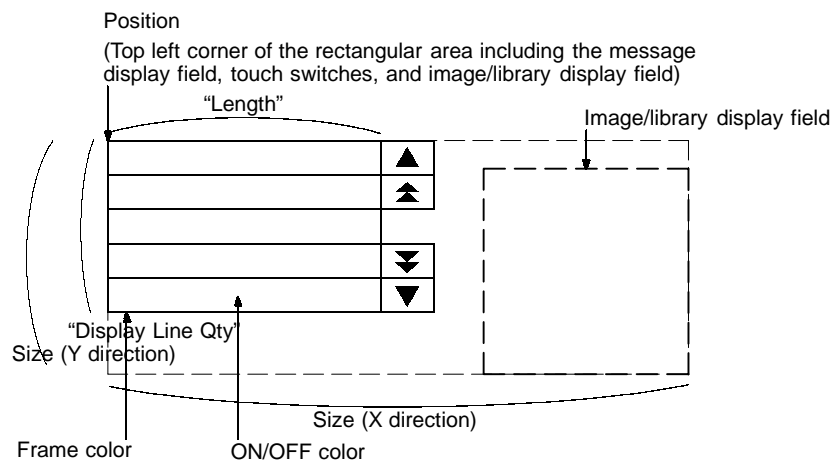 Position
(Top left corner of the rectangular area including the message
display field, touch switches, and image/library display field)
“Length”
Image/library display field
“Display Line Qty”
Size (Y direction)
Size (X direction)
Frame color
ON/OFF color